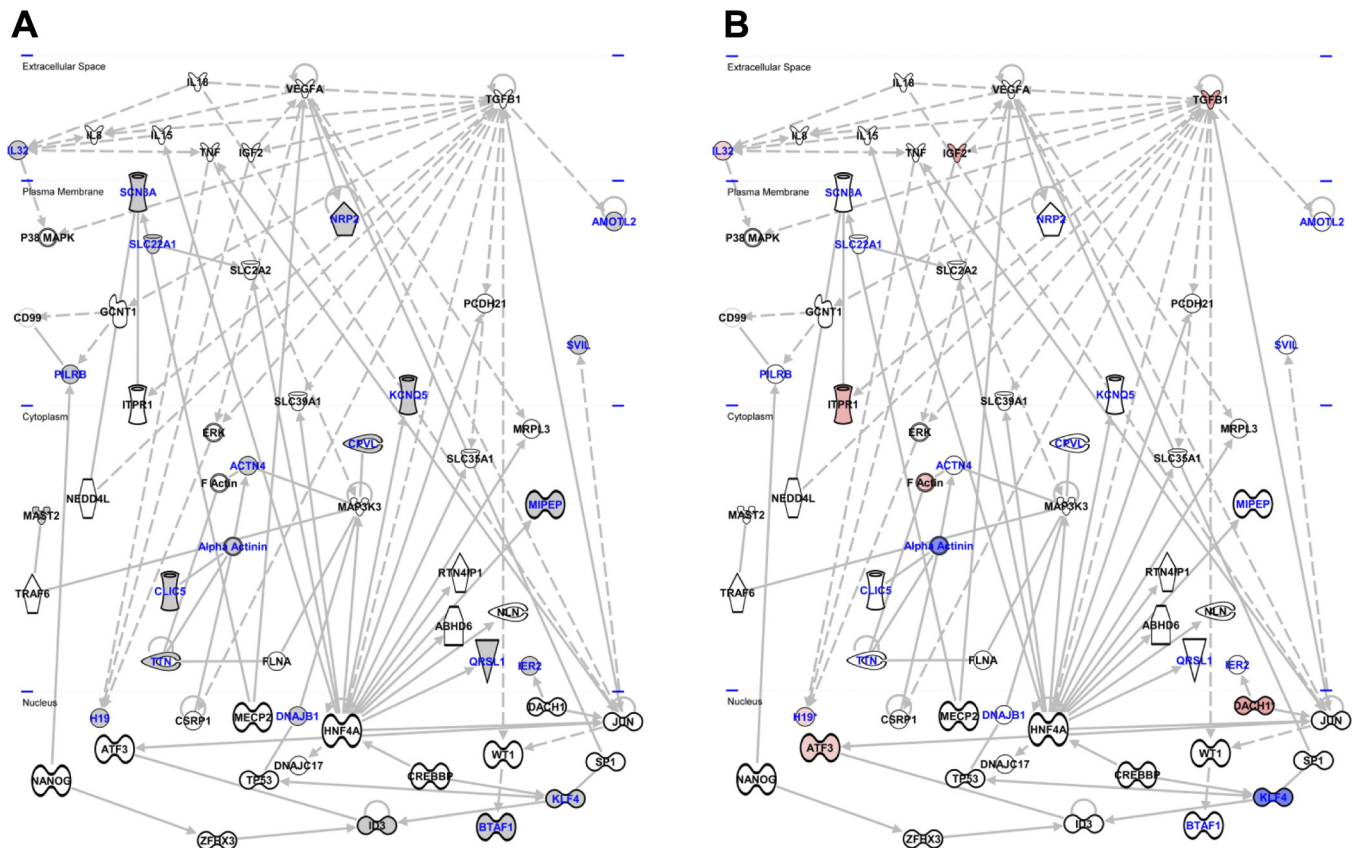 A
Extracellular Space
IL18
VEGFA
TGFB1
IL8
IL15
IL32
TNF
IGF2
Plasma Membrane
SCN8A
NRP2
AMOTL2
P38 MAPK
SLC22A1
SLC2A2
PCDH21
GCNT1
CD99
SVIL
PILRB
KCNQ5
ITPR1
SLC39A1
Cytoplasm
ERK
MRPL3
CPVL
SLC35A1
ACTN4
F Actin
NEDD4L
MAP3K3
MIPEP
MAST2
Alpha Actinin
RTN4IP1
CLIC5
TRAF6
NLN
ABHD6
TTN
FLNA
QRSL1
IER2
Nucleus
DACH1
H19
CSRP1
MECP2
DNAJB1
JUN
HNF4A
ATF3
WT1
SP1
DNAJC17
NANOG
TP53
CREBBP
KLF4
ID3
BTAF1
ZFHX3
B
Extracellular Space
IL18
VEGFA
TGFB1
IL8
IL15
IL32
TNF
IGF2*
Plasma Membrane
SCN8A
NRP2
AMOTL2
P38 MAPK
SLC22A1
SLC2A2
PCDH21
GCNT1
CD99
SVIL
PILRB
KCNQ5
ITPR1
SLC39A1
Cytoplasm
ERK
MRPL3
CPVL
SLC35A1
ACTN4
F Actin
NEDD4L
MAP3K3
MIPEP
MAST2
Alpha Actinin
RTN4IP1
CLIC5
TRAF6
NLN
ABHD6
TTN
FLNA
QRSL1
IER2
Nucleus
DACH1
H19*
CSRP1
MECP2
DNAJB1
JUN
HNF4A
ATF3
WT1
SP1
DNAJC17
NANOG
TP53
CREBBP
KLF4
ID3
BTAF1
ZFHX3